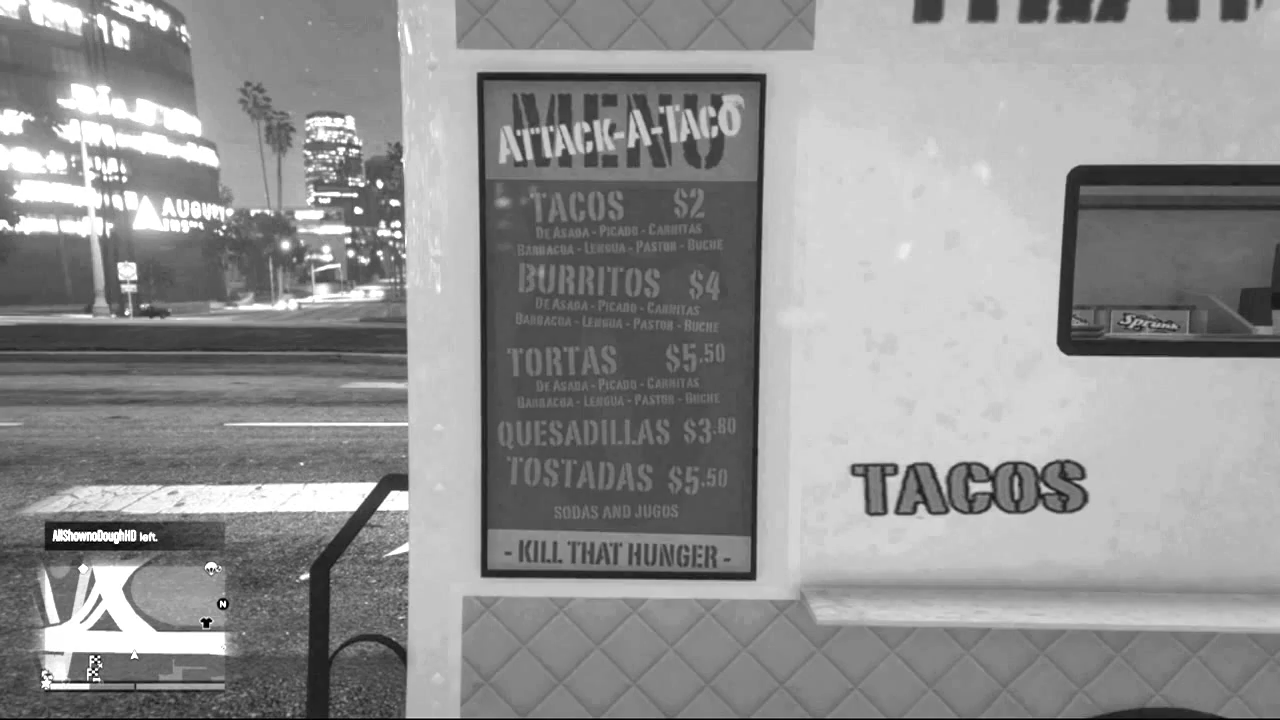 MENU
ATTACK-A-TACO
TACOS $2
DE ASADA - PICADO - CARNITAS
BARBACOA - LENGUA - PASTOR - BUCHE
BURRITOS $4
DE ASADA - PICADO - CARNITAS
BARBACOA - LENGUA - PASTOR - BUCHE
TORTAS $5.50
DE ASADA - PICADO - CARNITAS
BARBACOA - LENGUA - PASTOR - BUCHE
QUESADILLAS $3.80
TOSTADAS $5.50
SODAS AND JUGOS
- KILL THAT HUNGER -
TACOS
Sprunk
AUGURY
AllShownoDoughHD left.
N